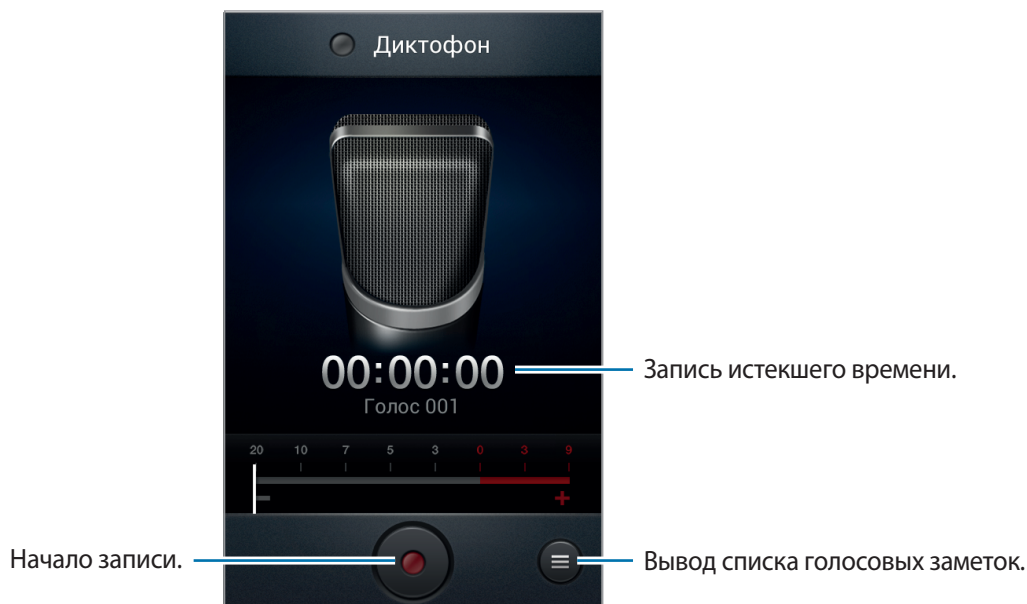 Диктофон
00:00:00
Запись истекшего времени.
Голос 001
20 10 7 5 3 0 3 9
− +
Начало записи.
Вывод списка голосовых заметок.